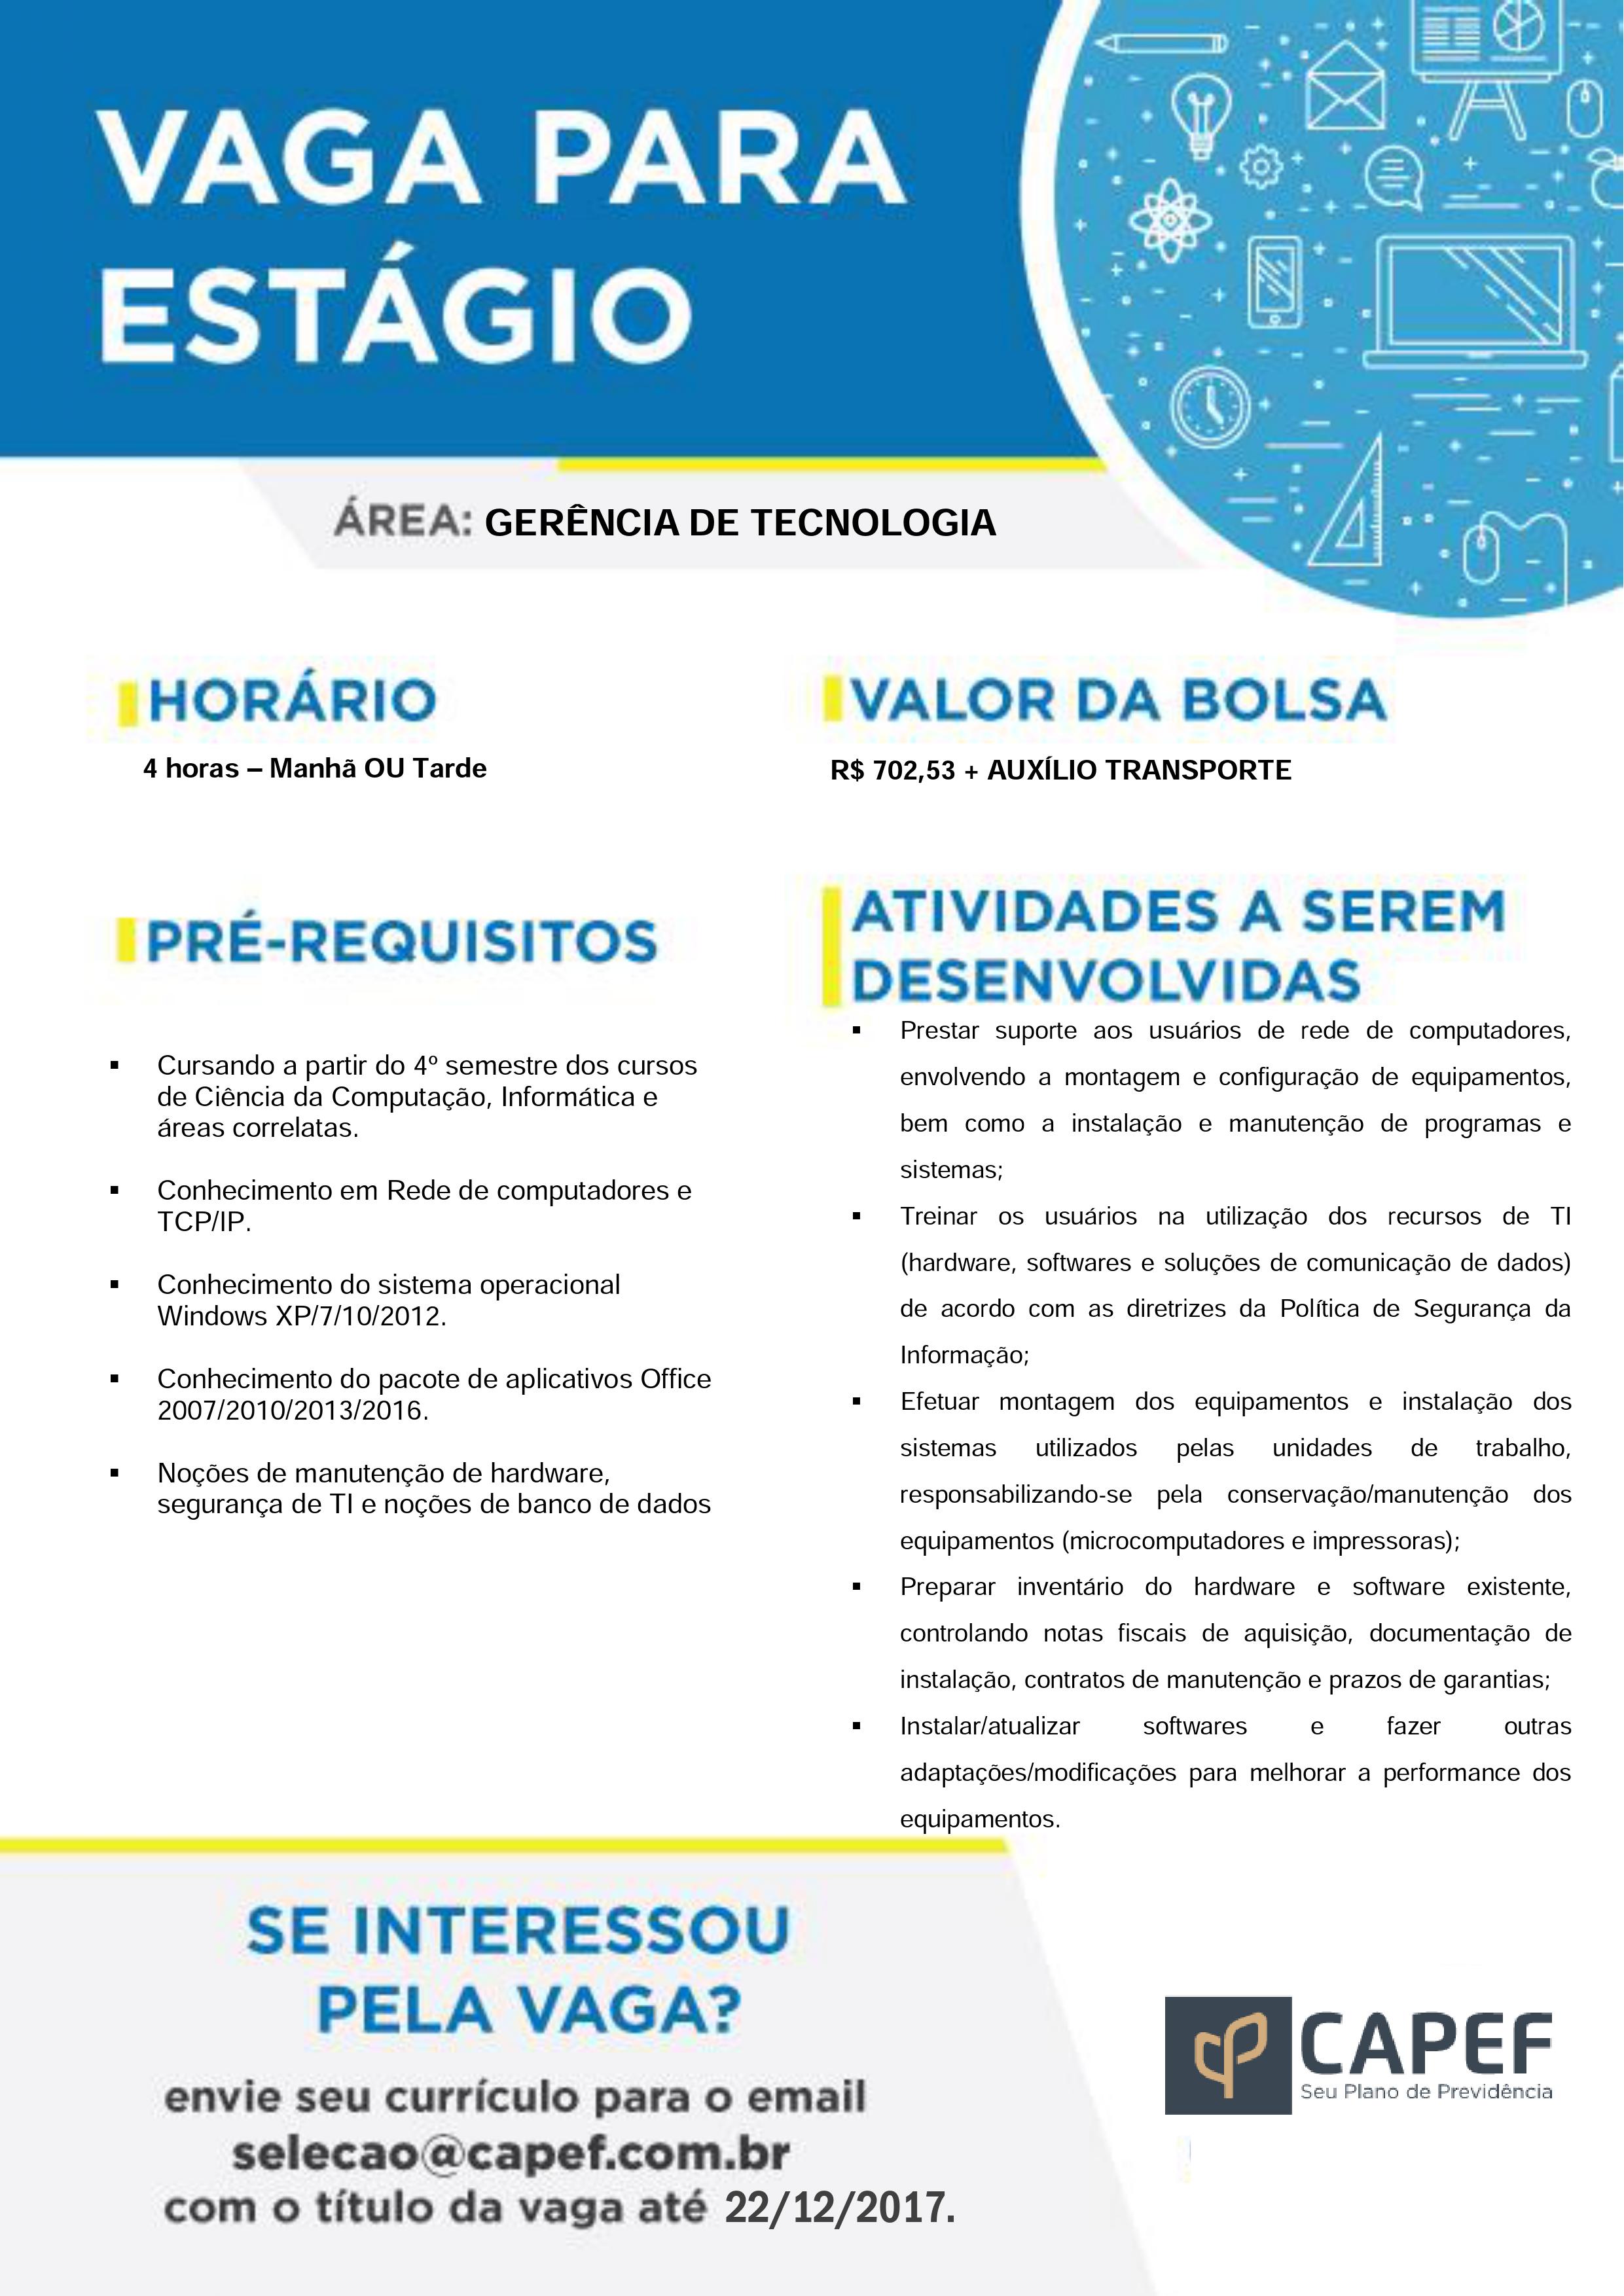 VAGA PARA
ESTÁGIO
ÁREA: GERÊNCIA DE TECNOLOGIA
HORÁRIO
4 horas – Manhã OU Tarde
VALOR DA BOLSA
R$ 702,53 + AUXÍLIO TRANSPORTE
PRÉ-REQUISITOS
▪ Cursando a partir do 4º semestre dos cursos
de Ciência da Computação, Informática e
áreas correlatas.
▪ Conhecimento em Rede de computadores e
TCP/IP.
▪ Conhecimento do sistema operacional
Windows XP/7/10/2012.
▪ Conhecimento do pacote de aplicativos Office
2007/2010/2013/2016.
▪ Noções de manutenção de hardware,
segurança de TI e noções de banco de dados
ATIVIDADES A SEREM
DESENVOLVIDAS
▪ Prestar suporte aos usuários de rede de computadores,
envolvendo a montagem e configuração de equipamentos,
bem como a instalação e manutenção de programas e
sistemas;
▪ Treinar os usuários na utilização dos recursos de TI
(hardware, softwares e soluções de comunicação de dados)
de acordo com as diretrizes da Política de Segurança da
Informação;
▪ Efetuar montagem dos equipamentos e instalação dos
sistemas utilizados pelas unidades de trabalho,
responsabilizando-se pela conservação/manutenção dos
equipamentos (microcomputadores e impressoras);
▪ Preparar inventário do hardware e software existente,
controlando notas fiscais de aquisição, documentação de
instalação, contratos de manutenção e prazos de garantias;
▪ Instalar/atualizar softwares e fazer outras
adaptações/modificações para melhorar a performance dos
equipamentos.
SE INTERESSOU
PELA VAGA?
envie seu currículo para o email
selecao@capef.com.br
com o título da vaga até 22/12/2017.
CAPEF
Seu Plano de Previdência